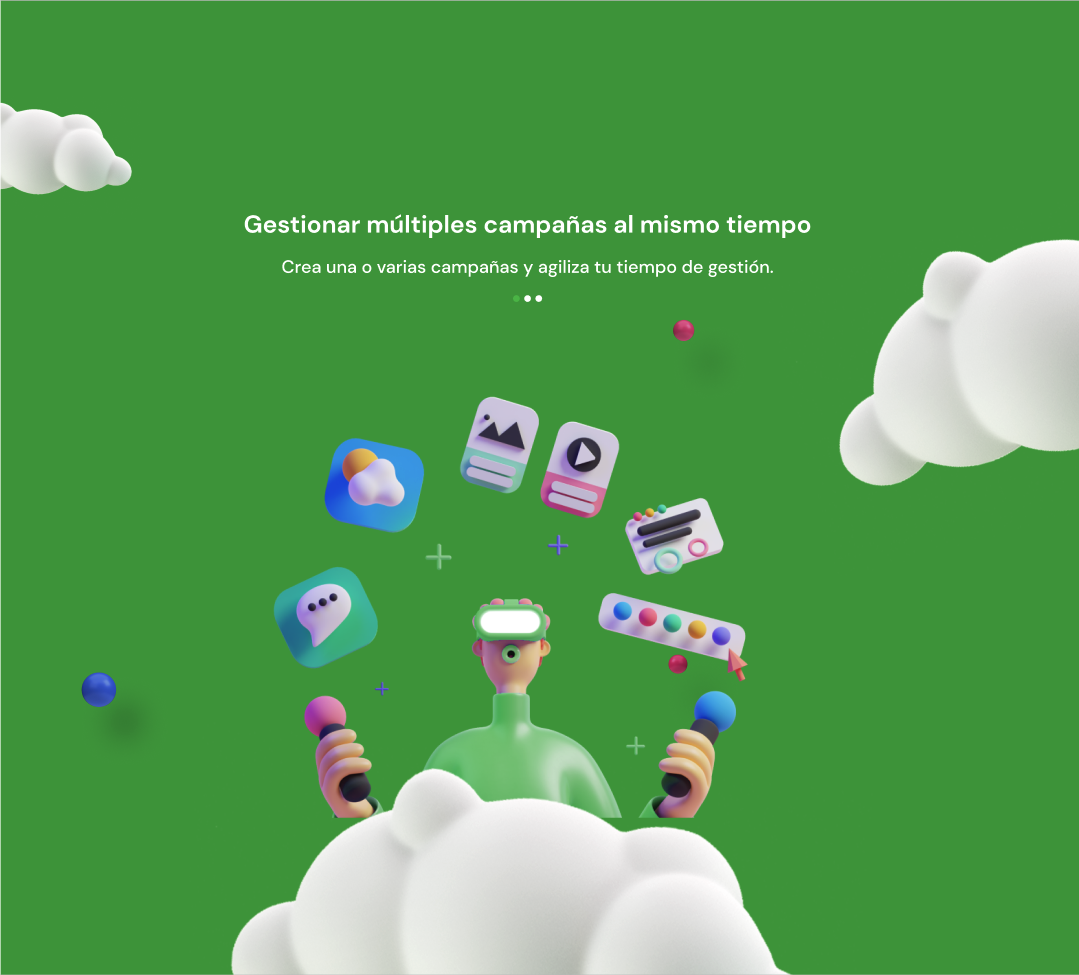 Gestionar múltiples campañas al mismo tiempo
Crea una o varias campañas y agiliza tu tiempo de gestión.